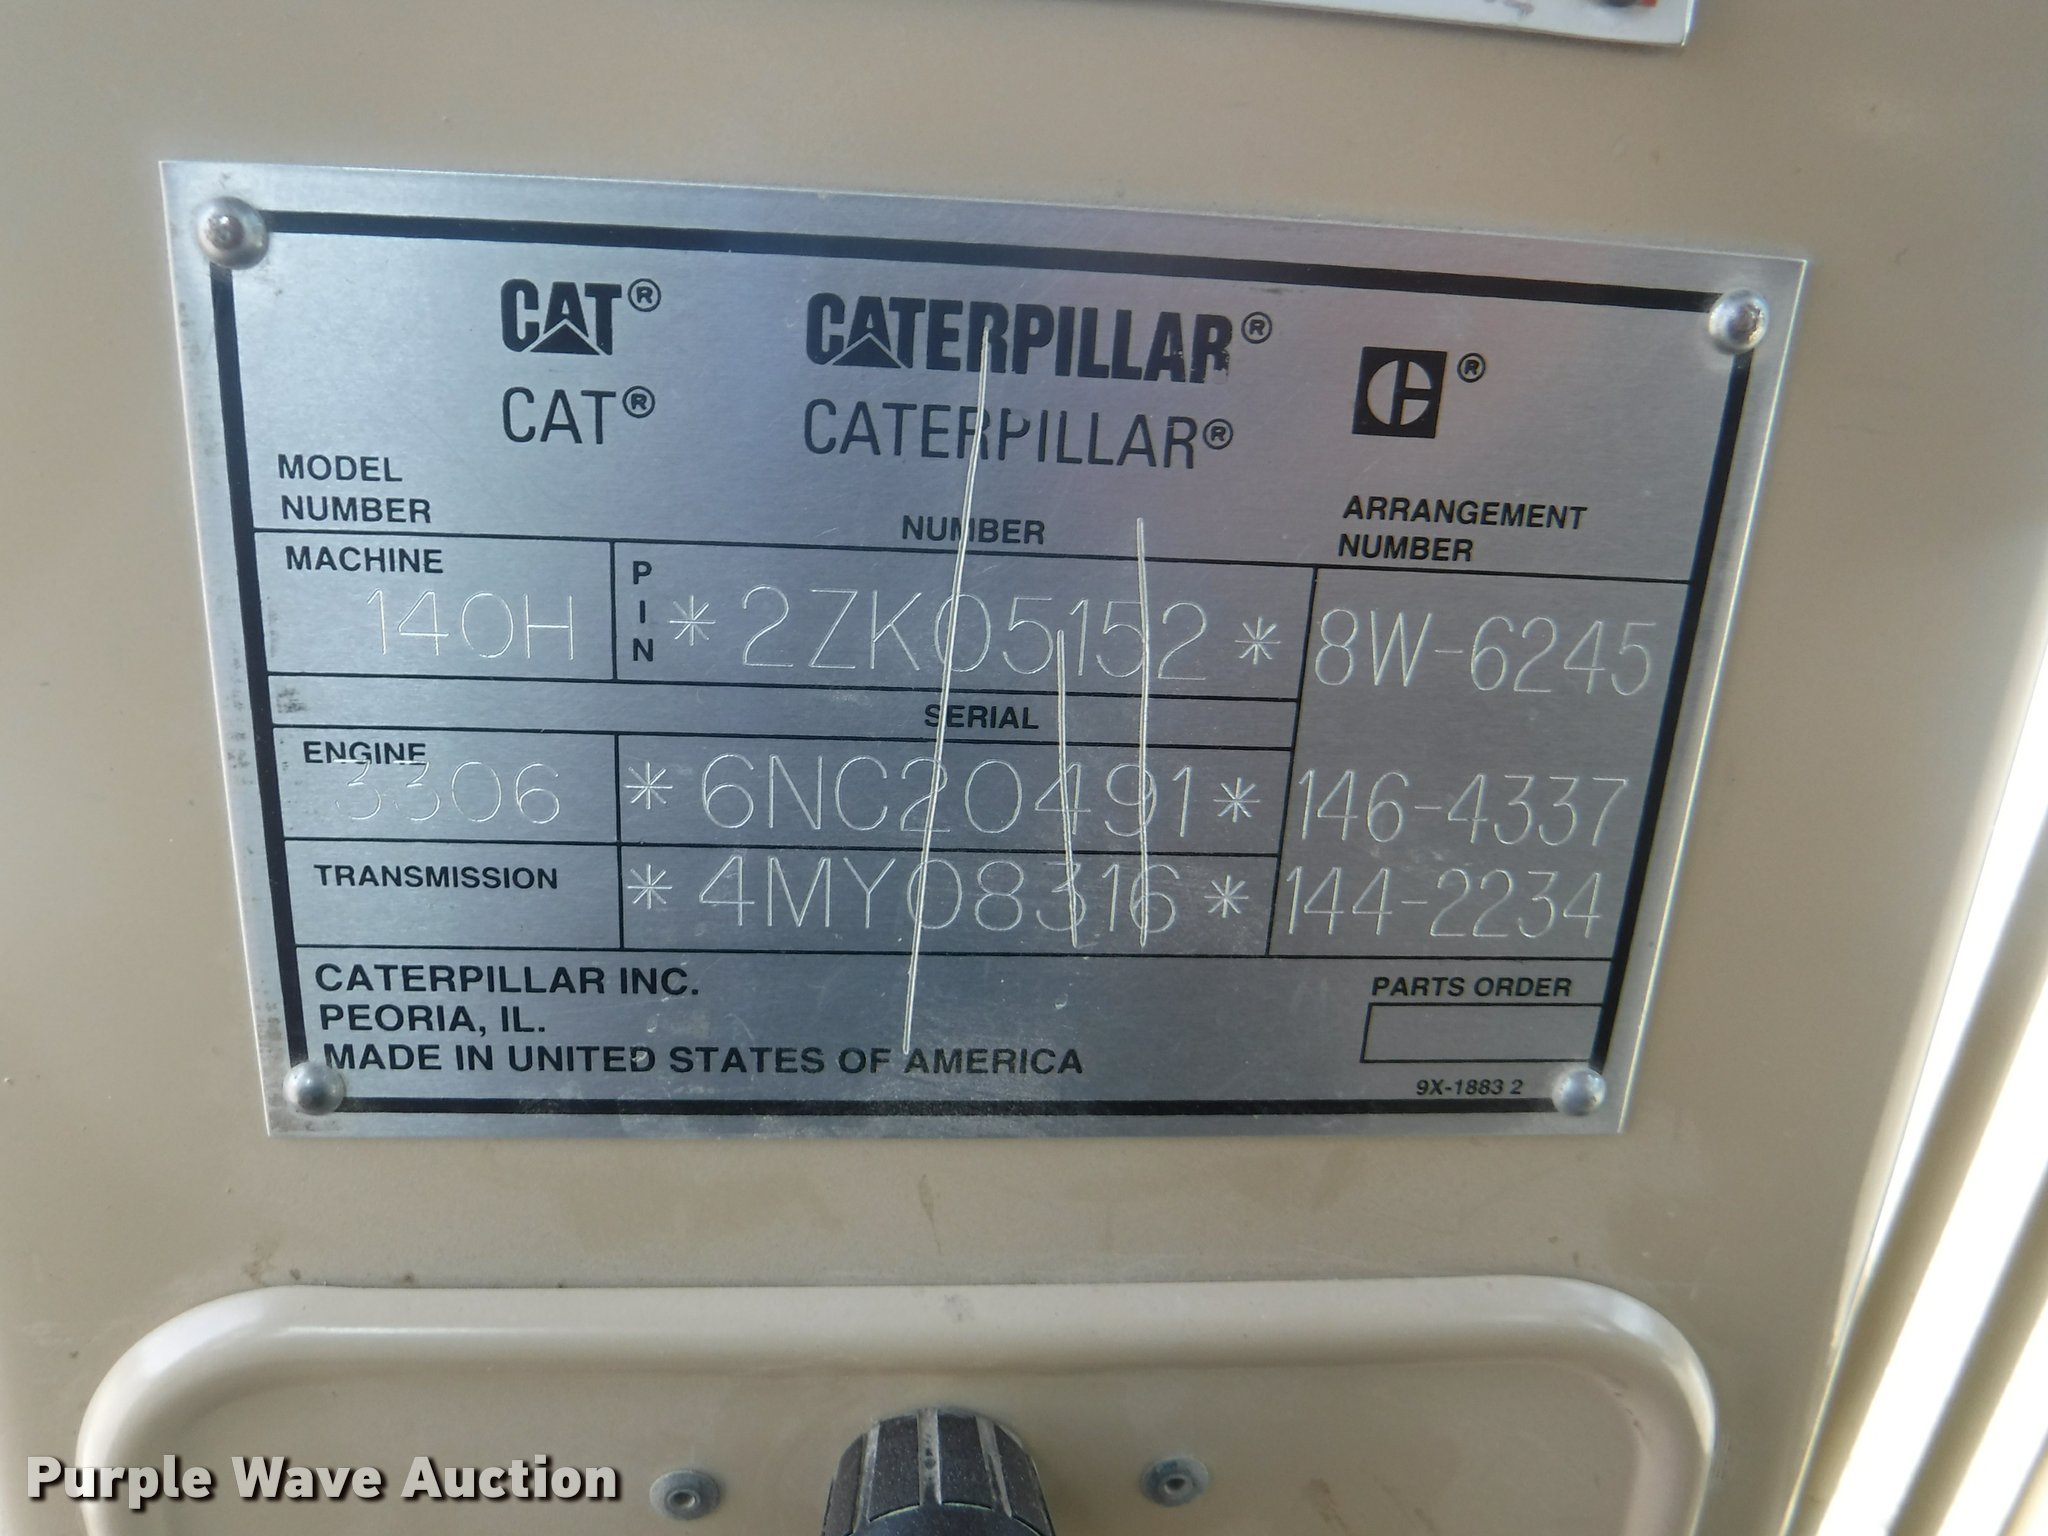 CAT® CATERPILLAR® ®
CAT® CATERPILLAR®
MODEL NUMBER
NUMBER
ARRANGEMENT NUMBER
MACHINE
140H
PIN
*2ZK05152*
8W-6245
SERIAL
ENGINE
3306
*6NC20491*
146-4337
TRANSMISSION
*4MY08316*
144-2234
CATERPILLAR INC.
PEORIA, IL.
MADE IN UNITED STATES OF AMERICA
PARTS ORDER
9X-1883 2
Purple Wave Auction